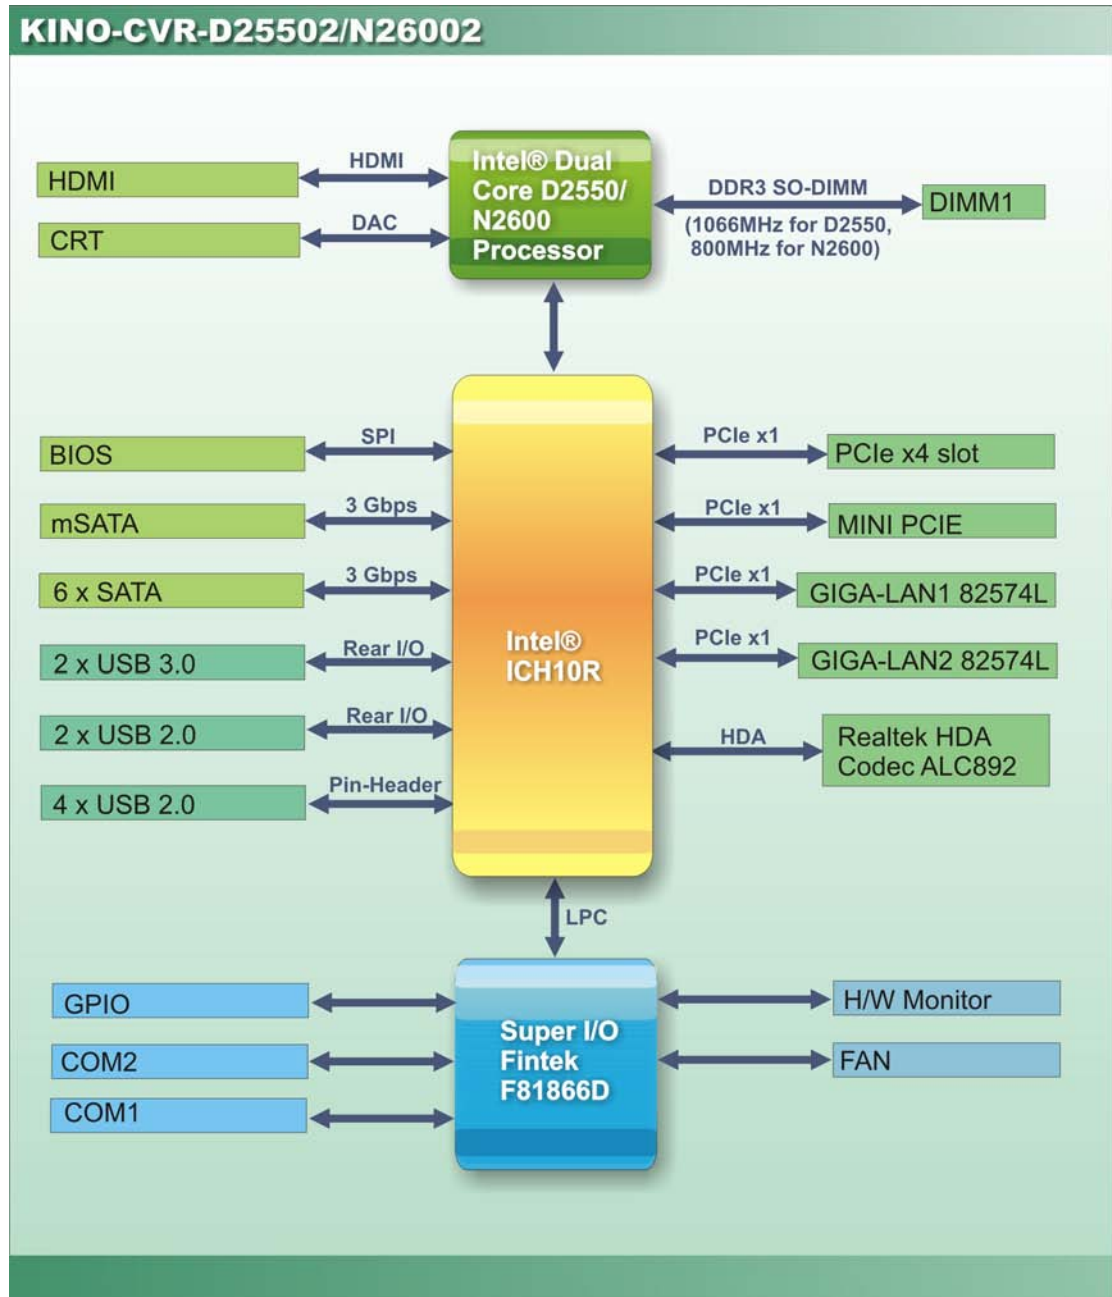 KINO-CVR-D25502/N26002
HDMI
HDMI
CRT
DAC
Intel® Dual
Core D2550/
N2600
Processor
DDR3 SO-DIMM
(1066MHz for D2550,
800MHz for N2600)
DIMM1
BIOS
SPI
mSATA
3 Gbps
6 x SATA
3 Gbps
2 x USB 3.0
Rear I/O
2 x USB 2.0
Rear I/O
4 x USB 2.0
Pin-Header
Intel®
ICH10R
PCIe x1
PCIe x4 slot
PCIe x1
MINI PCIE
PCIe x1
GIGA-LAN1 82574L
PCIe x1
GIGA-LAN2 82574L
HDA
Realtek HDA
Codec ALC892
LPC
GPIO
COM2
COM1
Super I/O
Fintek
F81866D
H/W Monitor
FAN